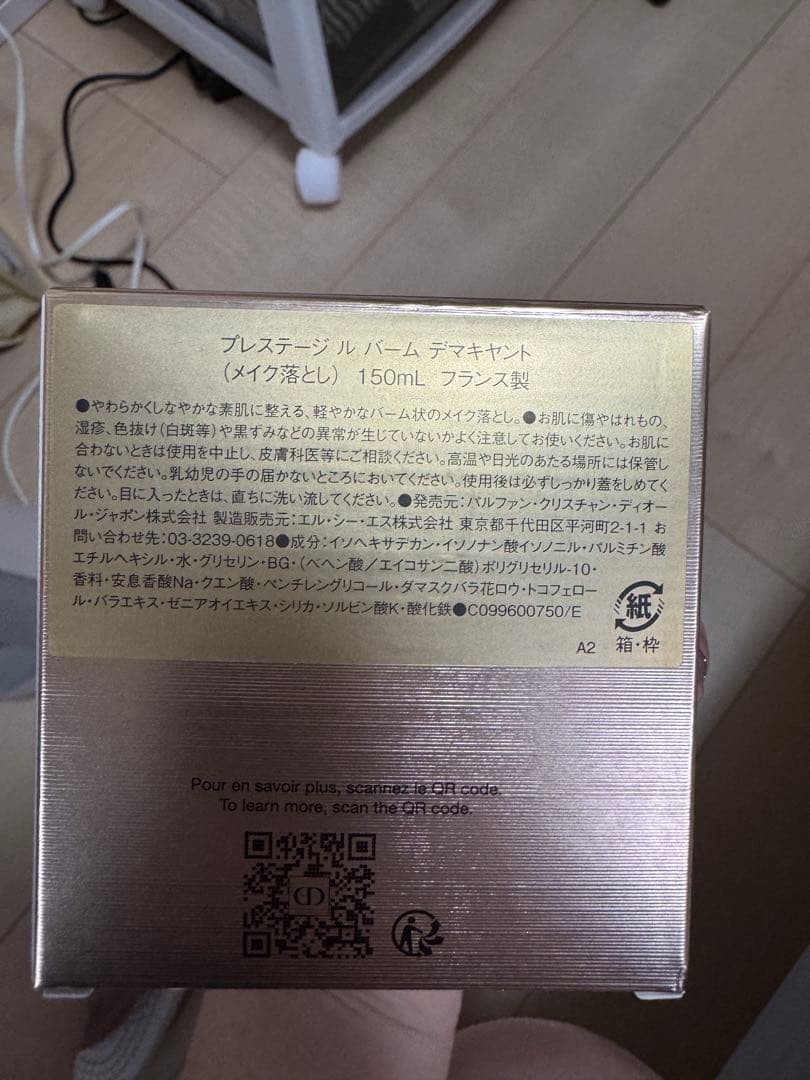 プレステージ ル バーム デマキヤント
（メイク落とし） 150mL フランス製
●やわらかくしなやかな素肌に整える、軽やかなバーム状のメイク落とし。●お肌に傷やはれもの、
湿疹、色抜け（白斑等）や黒ずみなどの異常が生じていないかよく注意してお使いください。お肌に
合わないときは使用を中止し、皮膚科医等にご相談ください。高温や日光のあたる場所には保管し
ないでください。乳幼児の手の届かないところにおいてください。使用後は必ずしっかり蓋をしめてく
ださい。目に入ったときは、直ちに洗い流してください。●発売元：パルファン・クリスチャン・ディオー
ル・ジャポン株式会社 製造販売元：エル・シー・エス株式会社 東京都千代田区平河町2-1-1 お
問い合わせ先：03-3239-0618●成分：イソヘキサデカン・イソノナン酸イソノニル・パルミチン酸
エチルヘキシル・水・グリセリン・BG・（ベヘン酸／エイコサン二酸）ポリグリセリル-10・
香料・安息香酸Na・クエン酸・ペンチレングリコール・ダマスクバラ花ロウ・トコフェロー
ル・バラエキス・ゼニアオイエキス・シリカ・ソルビン酸K・酸化鉄●C099600750/E
紙
A2 箱・枠
Pour en savoir plus, scannez le QR code.
To learn more, scan the QR code.
CD